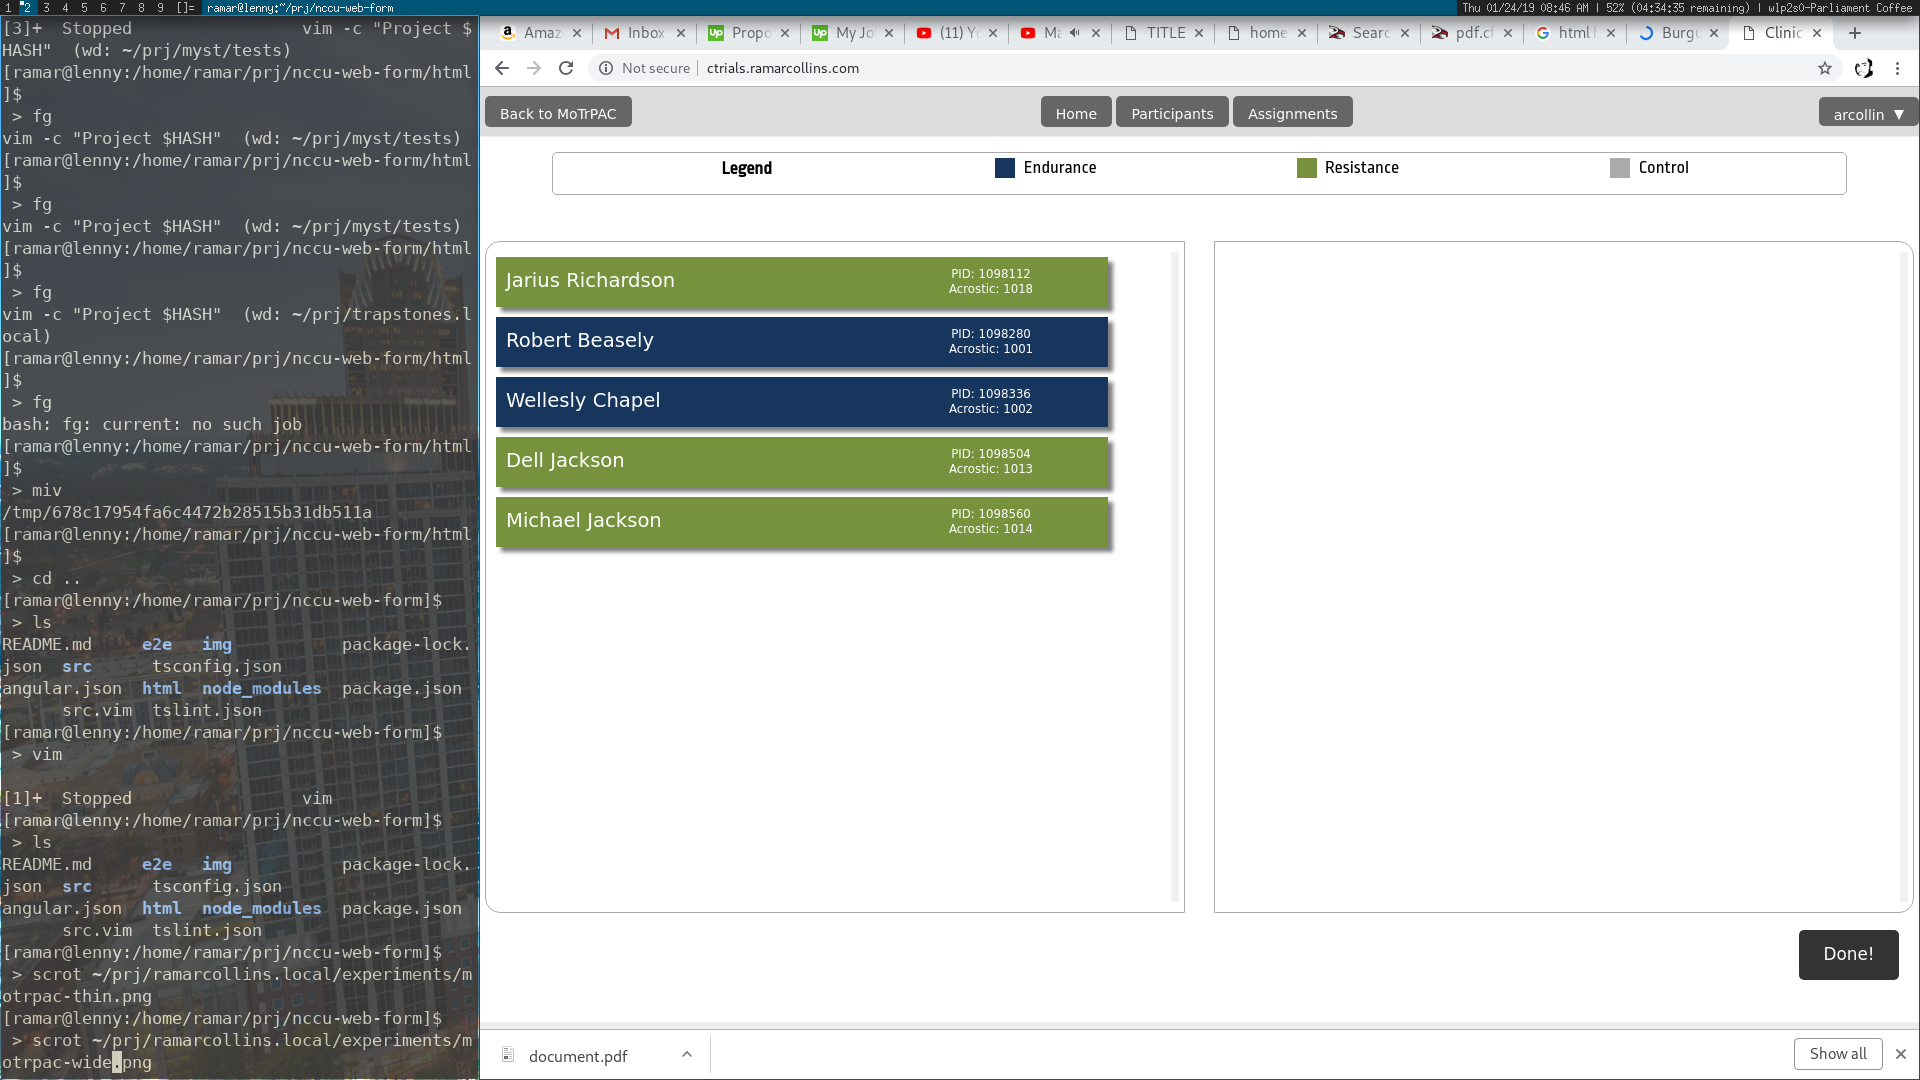 1 2 3 4 5 6 7 8 9 []= ramar@lenny:~/prj/nccu-web-form
Thu 01/24/19 08:46 AM | 52% (04:34:35 remaining) | wlp2s0-Parliament Coffee
[3]+  Stopped                 vim -c "Project $
HASH"  (wd: ~/prj/myst/tests)
[ramar@lenny:/home/ramar/prj/nccu-web-form/html
]$
 > fg
vim -c "Project $HASH"  (wd: ~/prj/myst/tests)
[ramar@lenny:/home/ramar/prj/nccu-web-form/html
]$
 > fg
vim -c "Project $HASH"  (wd: ~/prj/myst/tests)
[ramar@lenny:/home/ramar/prj/nccu-web-form/html
]$
 > fg
vim -c "Project $HASH"  (wd: ~/prj/trapstones.l
ocal)
[ramar@lenny:/home/ramar/prj/nccu-web-form/html
]$
 > fg
bash: fg: current: no such job
[ramar@lenny:/home/ramar/prj/nccu-web-form/html
]$
 > miv
/tmp/678c17954fa6c4472b28515b31db511a
[ramar@lenny:/home/ramar/prj/nccu-web-form/html
]$
 > cd ..
[ramar@lenny:/home/ramar/prj/nccu-web-form]$
 > ls
README.md     e2e   img           package-lock.
json  src      tsconfig.json
angular.json  html  node_modules  package.json
      src.vim  tslint.json
[ramar@lenny:/home/ramar/prj/nccu-web-form]$
 > vim
[1]+  Stopped                 vim
[ramar@lenny:/home/ramar/prj/nccu-web-form]$
 > ls
README.md     e2e   img           package-lock.
json  src      tsconfig.json
angular.json  html  node_modules  package.json
      src.vim  tslint.json
[ramar@lenny:/home/ramar/prj/nccu-web-form]$
 > scrot ~/prj/ramarcollins.local/experiments/m
otrpac-thin.png
[ramar@lenny:/home/ramar/prj/nccu-web-form]$
 > scrot ~/prj/ramarcollins.local/experiments/m
otrpac-wide.png
Amaz Inbox Propo My Jo (11) Yo Ma TITLE home Searc pdf.cf html Burgu Clinic
Not secure ctrials.ramarcollins.com
Back to MoTrPAC Home Participants Assignments arcollin ▼
Legend Endurance Resistance Control
Jarius Richardson
PID: 1098112
Acrostic: 1018
Robert Beasely
PID: 1098280
Acrostic: 1001
Wellesly Chapel
PID: 1098336
Acrostic: 1002
Dell Jackson
PID: 1098504
Acrostic: 1013
Michael Jackson
PID: 1098560
Acrostic: 1014
Done!
document.pdf
Show all